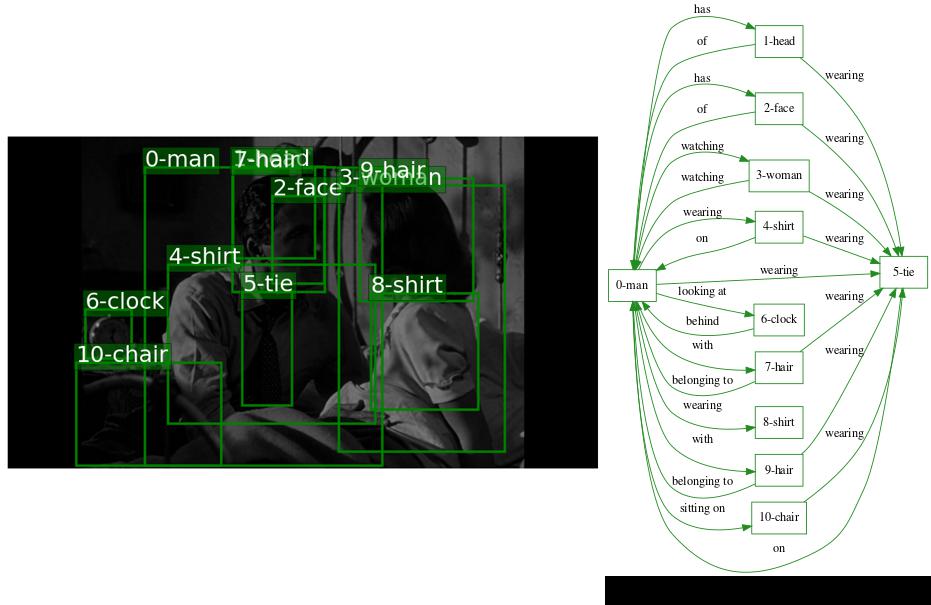 0-man
7-hair
1-head
9-hair
3-woman
2-face
4-shirt
5-tie
8-shirt
6-clock
10-chair
has
1-head
of
wearing
has
2-face
of
wearing
watching
3-woman
watching
wearing
wearing
4-shirt
on
wearing
0-man
wearing
5-tie
looking at
6-clock
behind
wearing
with
7-hair
belonging to
wearing
wearing
8-shirt
with
9-hair
belonging to
wearing
sitting on
10-chair
on